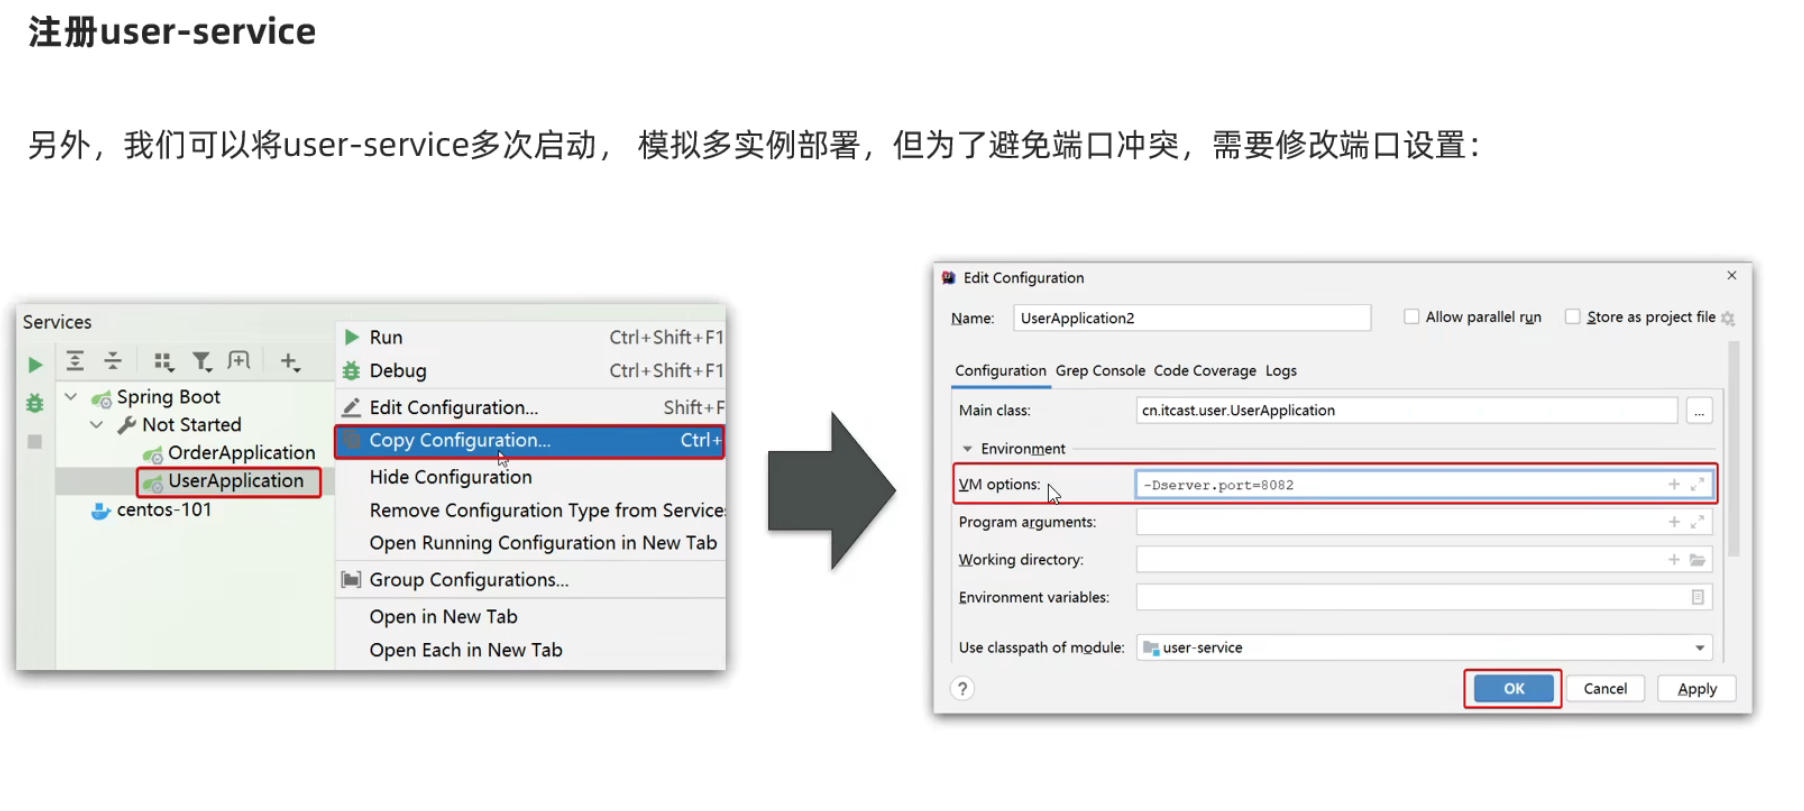 注册user-service
另外，我们可以将user-service多次启动， 模拟多实例部署，但为了避免端口冲突，需要修改端口设置：
Services
Spring Boot
Not Started
OrderApplication
UserApplication
centos-101
Run Ctrl+Shift+F1
Debug Ctrl+Shift+F1
Edit Configuration... Shift+F
Copy Configuration... Ctrl+
Hide Configuration
Remove Configuration Type from Services
Open Running Configuration in New Tab
Group Configurations...
Open in New Tab
Open Each in New Tab
Edit Configuration
Name: UserApplication2 Allow parallel run Store as project file
Configuration Grep Console Code Coverage Logs
Main class: cn.itcast.user.UserApplication ...
Environment
VM options: -Dserver.port=8082
Program arguments:
Working directory:
Environment variables:
Use classpath of module: user-service
? OK Cancel Apply